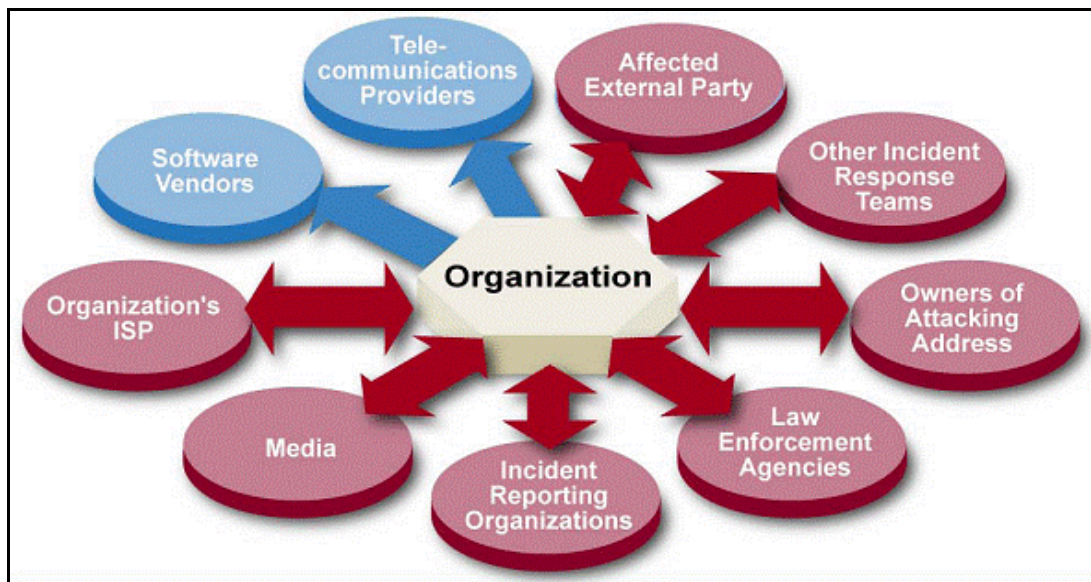 Tele-
communications
Providers
Affected
External Party
Software
Vendors
Other Incident
Response
Teams
Organization
Organization's
ISP
Owners of
Attacking
Address
Media
Incident
Reporting
Organizations
Law
Enforcement
Agencies